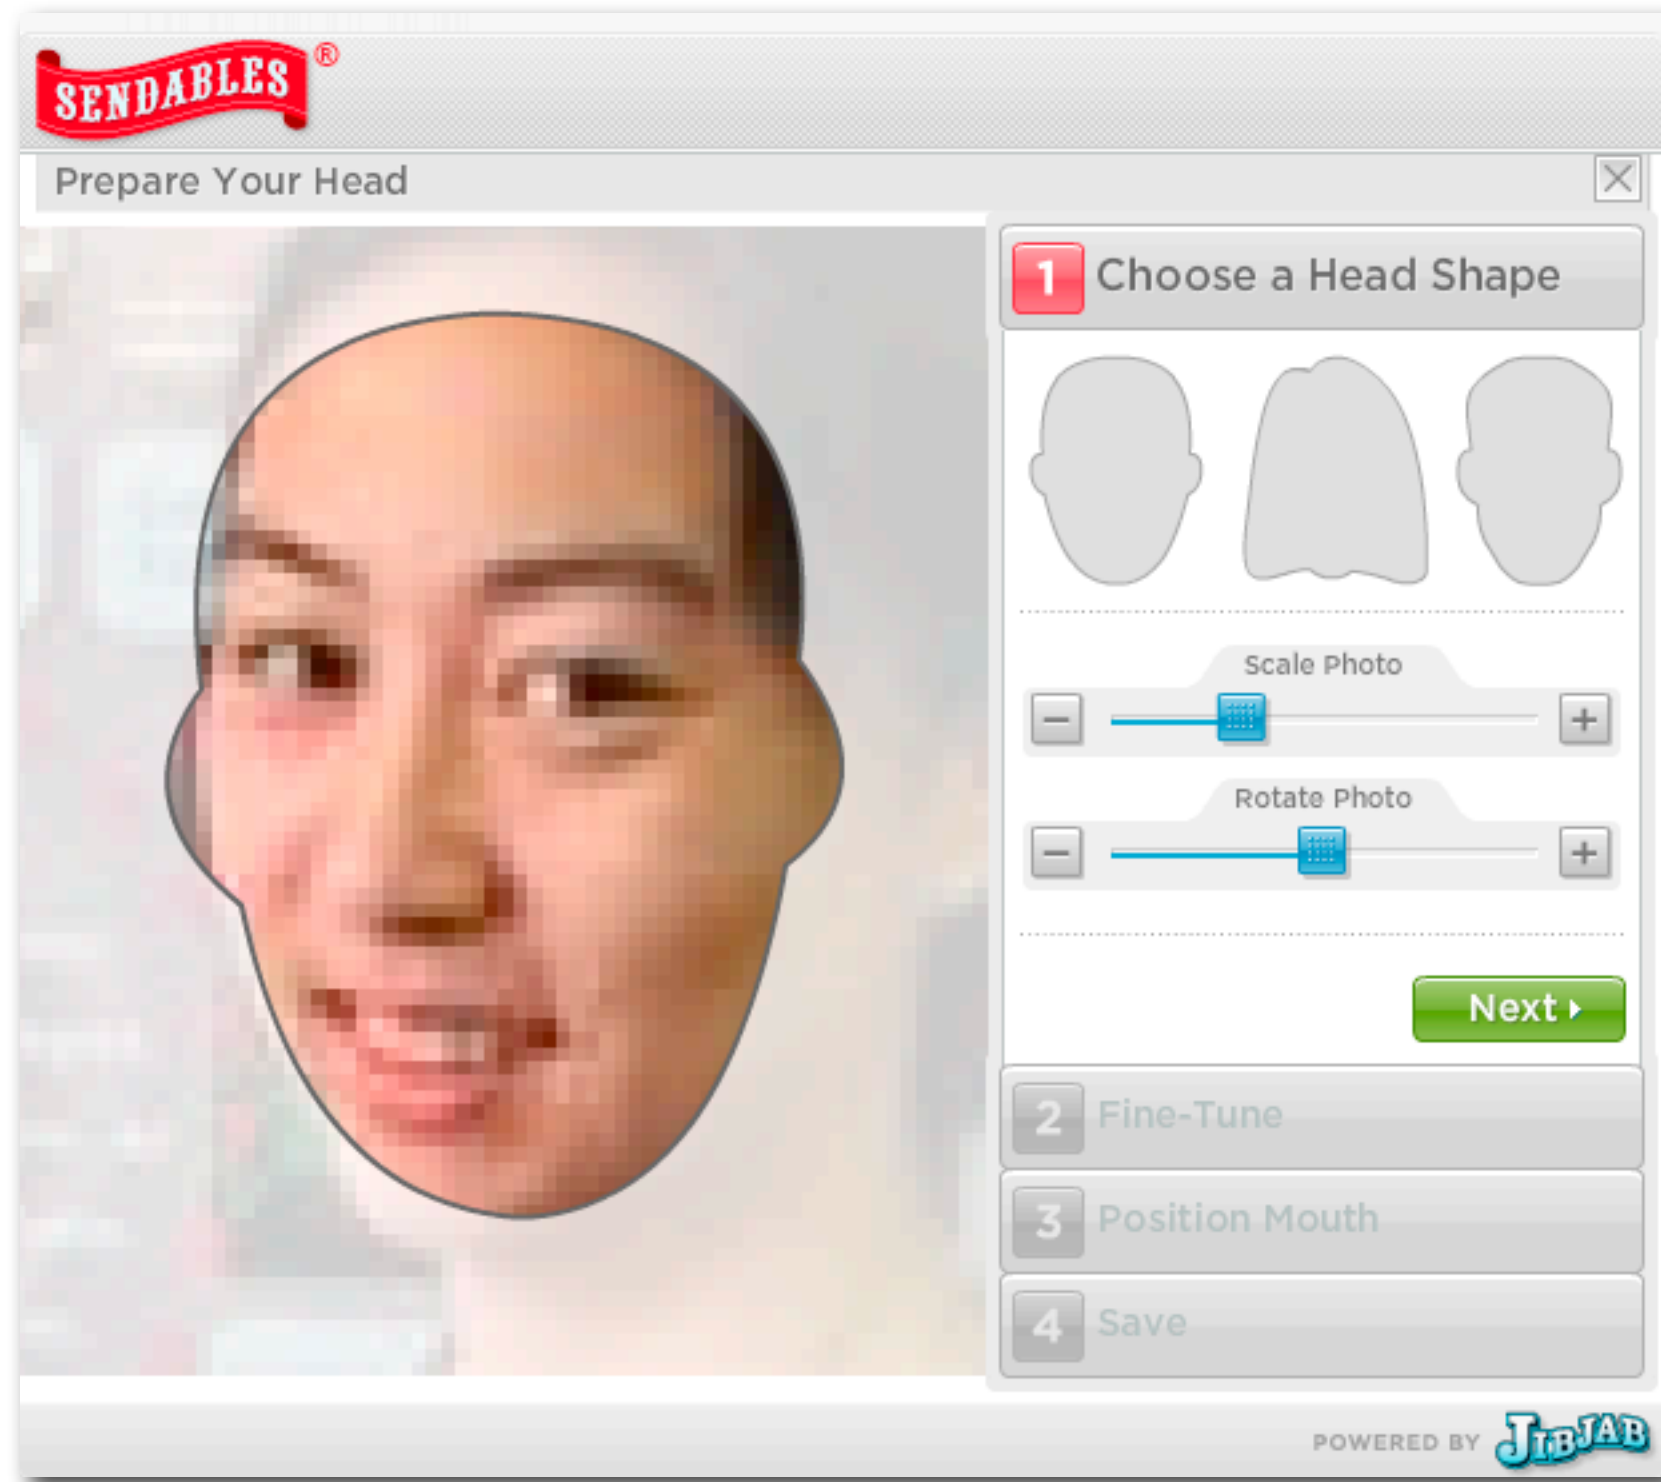 SENDABLES®
Prepare Your Head
1 Choose a Head Shape
Scale Photo
Rotate Photo
Next
2 Fine-Tune
3 Position Mouth
4 Save
POWERED BY JIBJAB